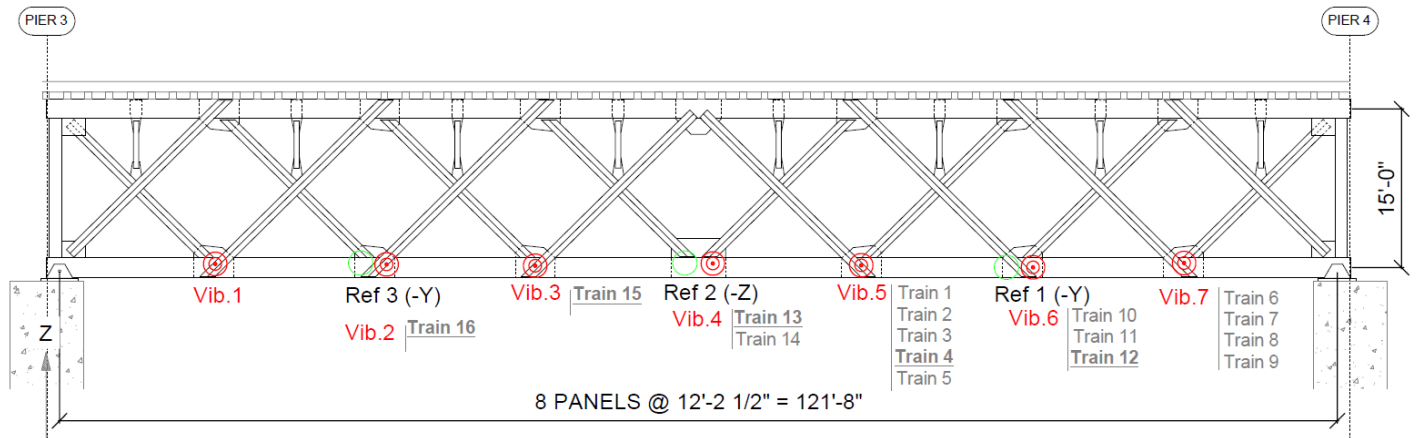 PIER 3
PIER 4
15'-0"
Vib.1
Ref 3 (-Y)
Vib.2
Train 16
Vib.3
Train 15
Ref 2 (-Z)
Vib.4
Train 13
Train 14
Vib.5
Train 1
Train 2
Train 3
Train 4
Train 5
Ref 1 (-Y)
Vib.6
Train 10
Train 11
Train 12
Vib.7
Train 6
Train 7
Train 8
Train 9
Z
8 PANELS @ 12'-2 1/2" = 121'-8"